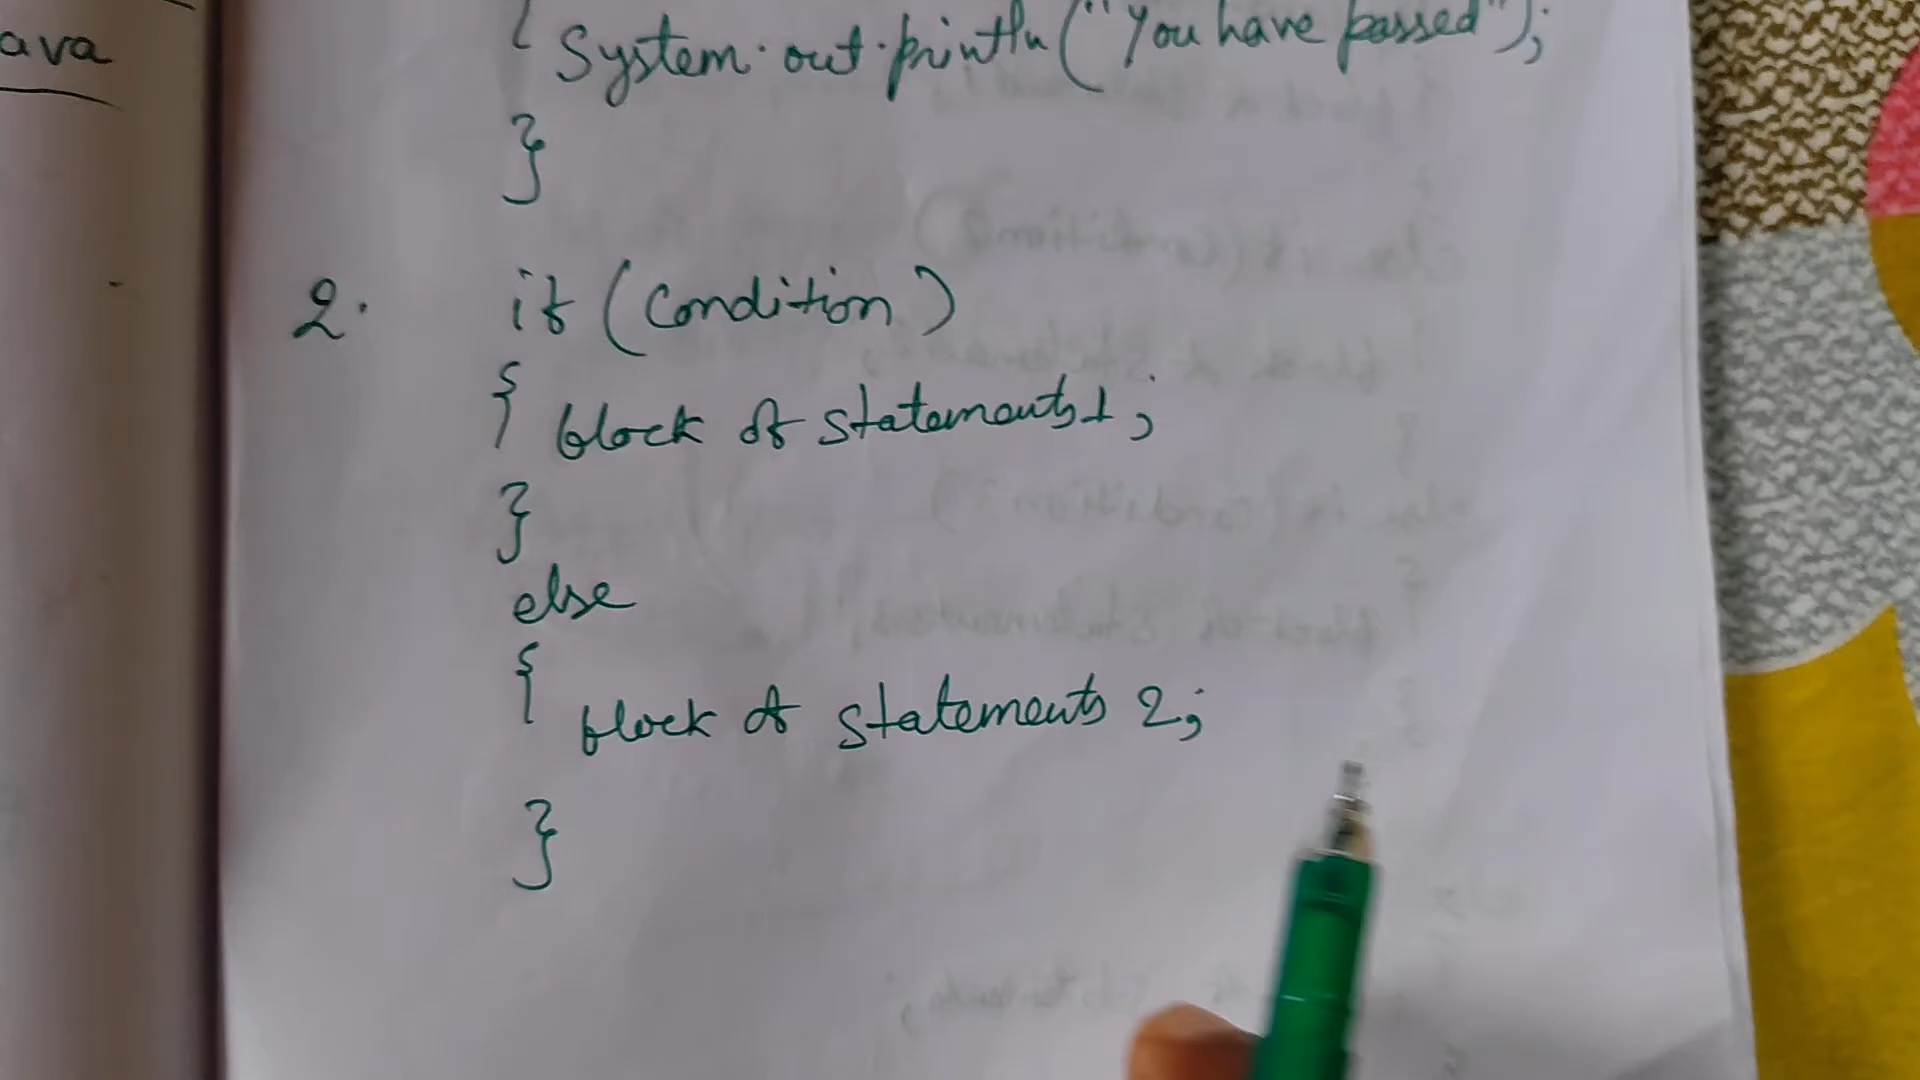 ava
{ System.out.println("You have passed");
}
2. if (Condition)
{ block of statements 1;
}
else
{ block of statements 2;
}